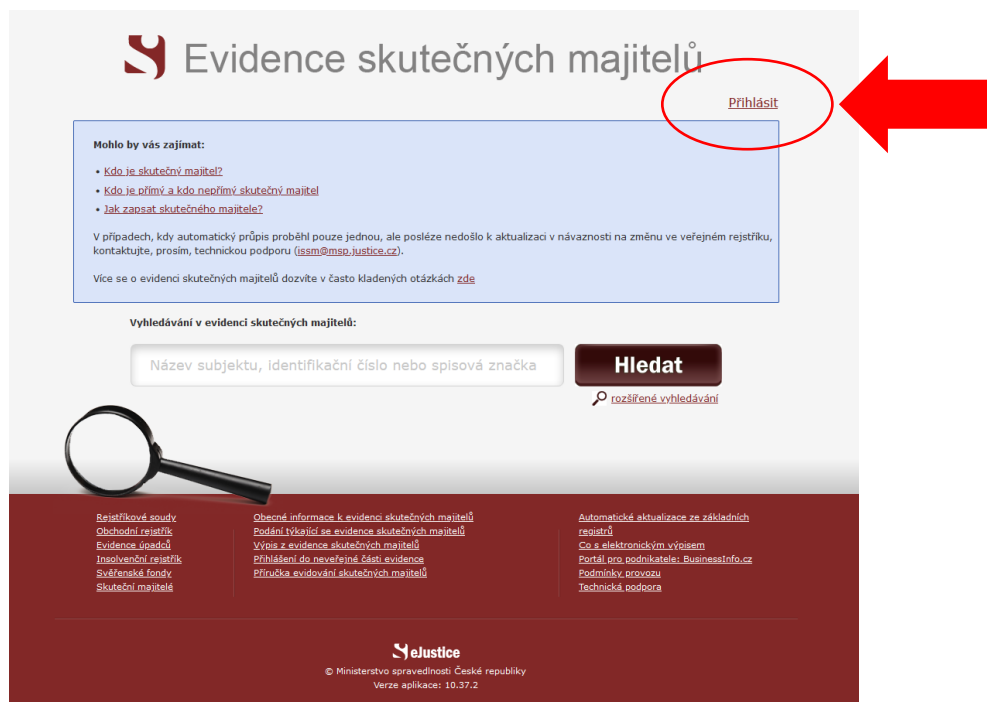 Evidence skutečných majitelů
Přihlásit
Mohlo by vás zajímat:
• Kdo je skutečný majitel?
• Kdo je přímý a kdo nepřímý skutečný majitel
• Jak zapsat skutečného majitele?
V případech, kdy automatický průpis proběhl pouze jednou, ale posléze nedošlo k aktualizaci v návaznosti na změnu ve veřejném rejstříku,
kontaktujte, prosím, technickou podporu (issm@msp.justice.cz).
Více se o evidenci skutečných majitelů dozvíte v často kladených otázkách zde
Vyhledávání v evidenci skutečných majitelů:
Název subjektu, identifikační číslo nebo spisová značka
Hledat
rozšířené vyhledávání
Rejstříkové soudy
Obchodní rejstřík
Evidence úpadců
Insolvenční rejstřík
Svěřenské fondy
Skuteční majitelé
Obecné informace k evidenci skutečných majitelů
Podání týkající se evidence skutečných majitelů
Výpis z evidence skutečných majitelů
Přihlášení do neveřejné části evidence
Příručka evidování skutečných majitelů
Automatické aktualizace ze základních
registrů
Co s elektronickým výpisem
Portál pro podnikatele: BusinessInfo.cz
Podmínky provozu
Technická podpora
eJustice
© Ministerstvo spravedlnosti České republiky
Verze aplikace: 10.37.2